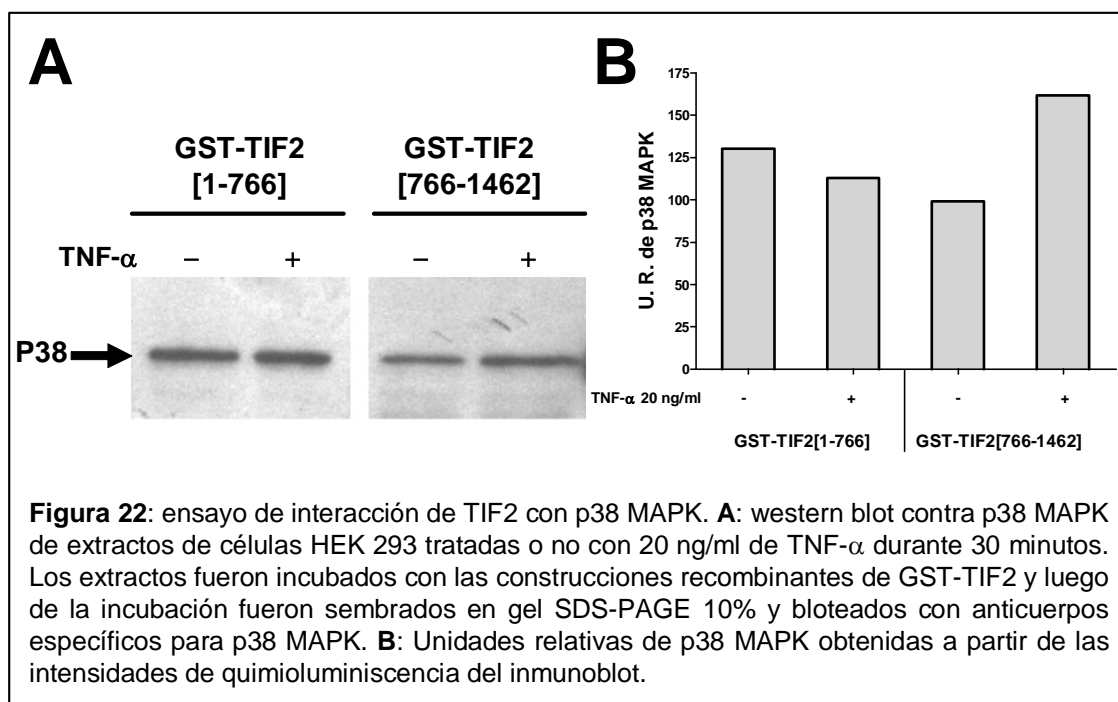 A
GST-TIF2
[1-766]
GST-TIF2
[766-1462]
TNF-α – + – +
P38
B
U. R. de p38 MAPK
175
150
125
100
75
50
25
0
TNF-α 20 ng/ml - + - +
GST-TIF2[1-766] GST-TIF2[766-1462]
Figura 22: ensayo de interacción de TIF2 con p38 MAPK. A: western blot contra p38 MAPK
de extractos de células HEK 293 tratadas o no con 20 ng/ml de TNF-α durante 30 minutos.
Los extractos fueron incubados con las construcciones recombinantes de GST-TIF2 y luego
de la incubación fueron sembrados en gel SDS-PAGE 10% y bloteados con anticuerpos
específicos para p38 MAPK. B: Unidades relativas de p38 MAPK obtenidas a partir de las
intensidades de quimioluminiscencia del inmunoblot.